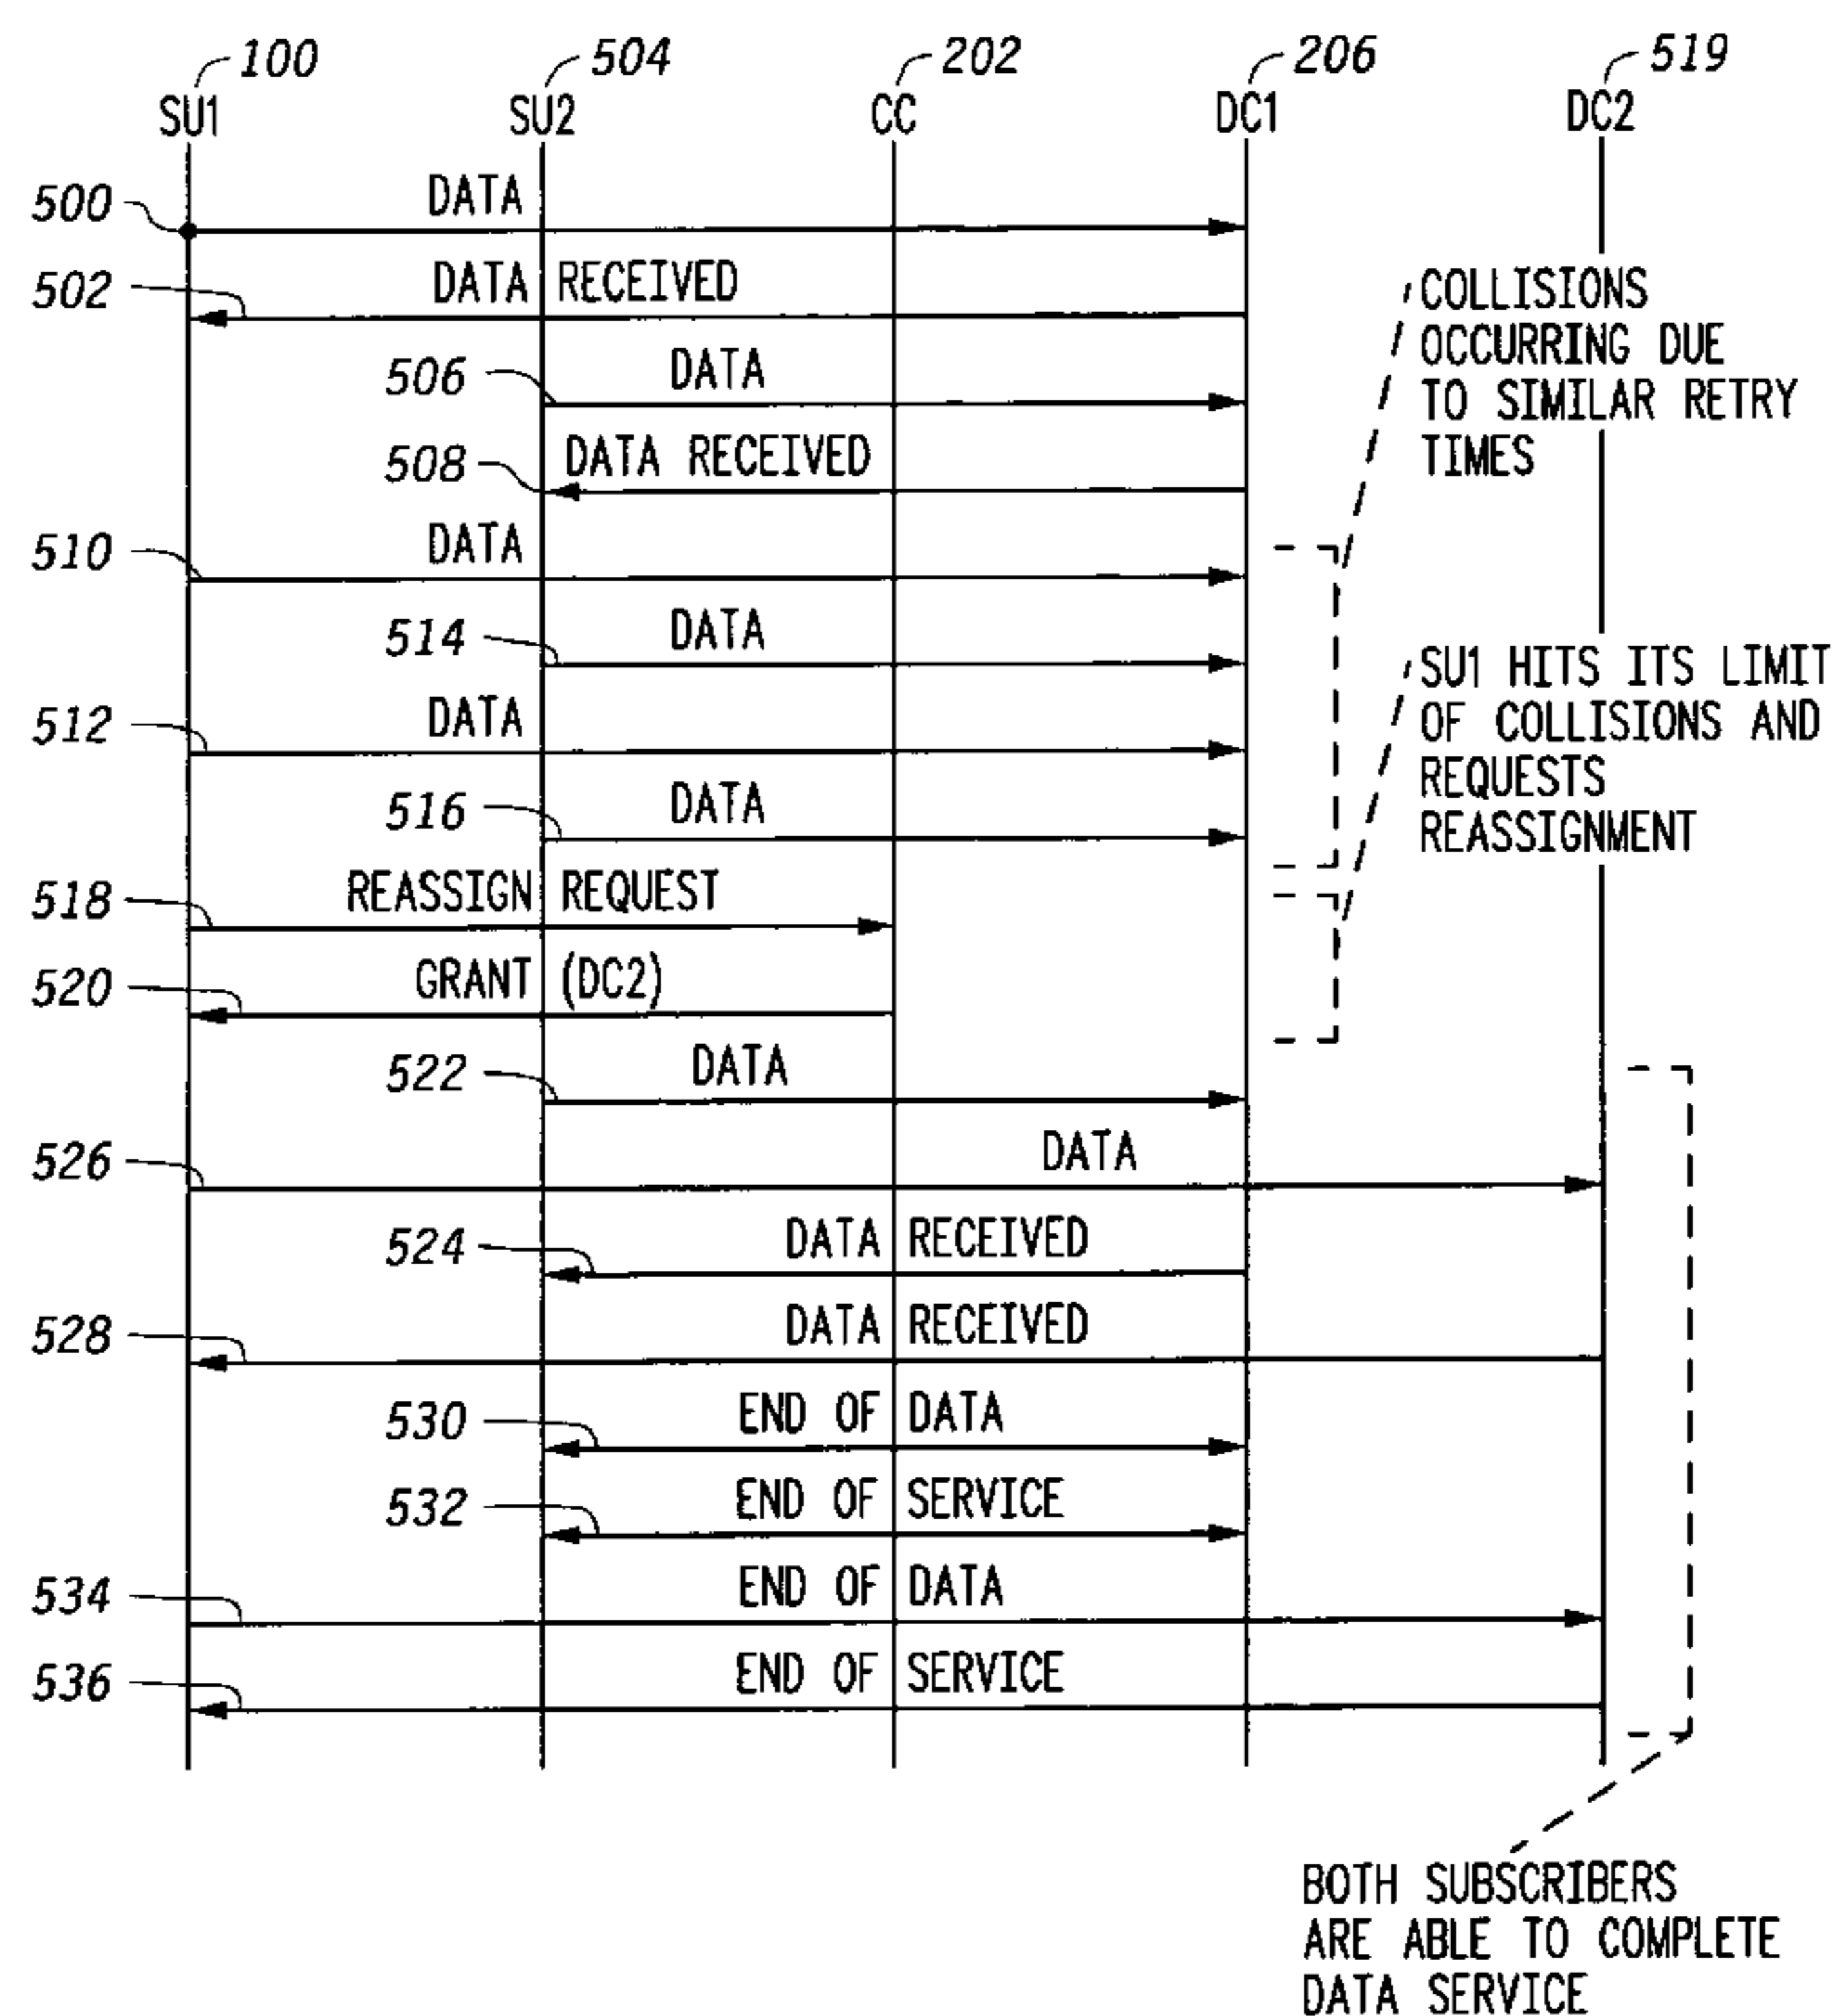 100 504 202 206 519
SU1 SU2 CC DC1 DC2
500 DATA
502 DATA RECEIVED
COLLISIONS
OCCURRING DUE
TO SIMILAR RETRY
TIMES
506 DATA
508 DATA RECEIVED
510 DATA
514 DATA
SU1 HITS ITS LIMIT
OF COLLISIONS AND
REQUESTS
REASSIGNMENT
512 DATA
516 DATA
518 REASSIGN REQUEST
520 GRANT (DC2)
522 DATA
526 DATA
524 DATA RECEIVED
528 DATA RECEIVED
530 END OF DATA
532 END OF SERVICE
534 END OF DATA
536 END OF SERVICE
BOTH SUBSCRIBERS
ARE ABLE TO COMPLETE
DATA SERVICE